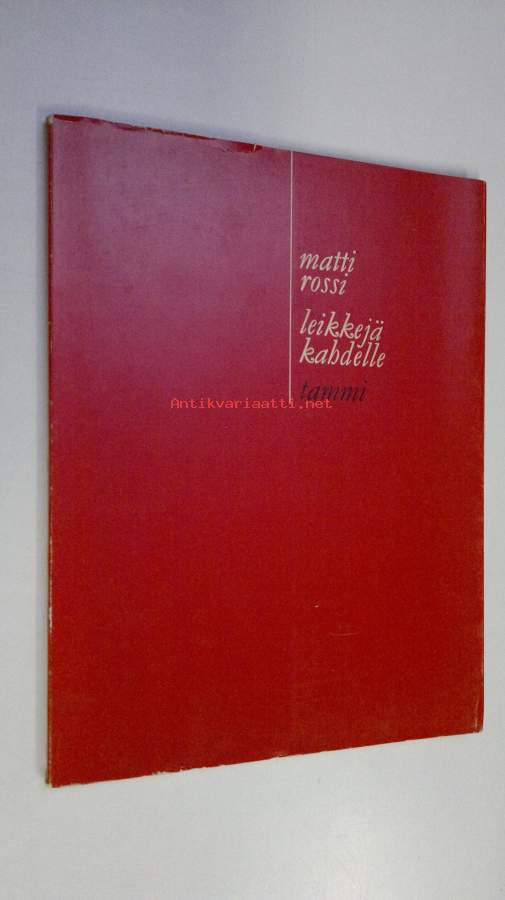 matti
rossi
leikkejä
kahdelle
tammi
Antikvariaatti.net